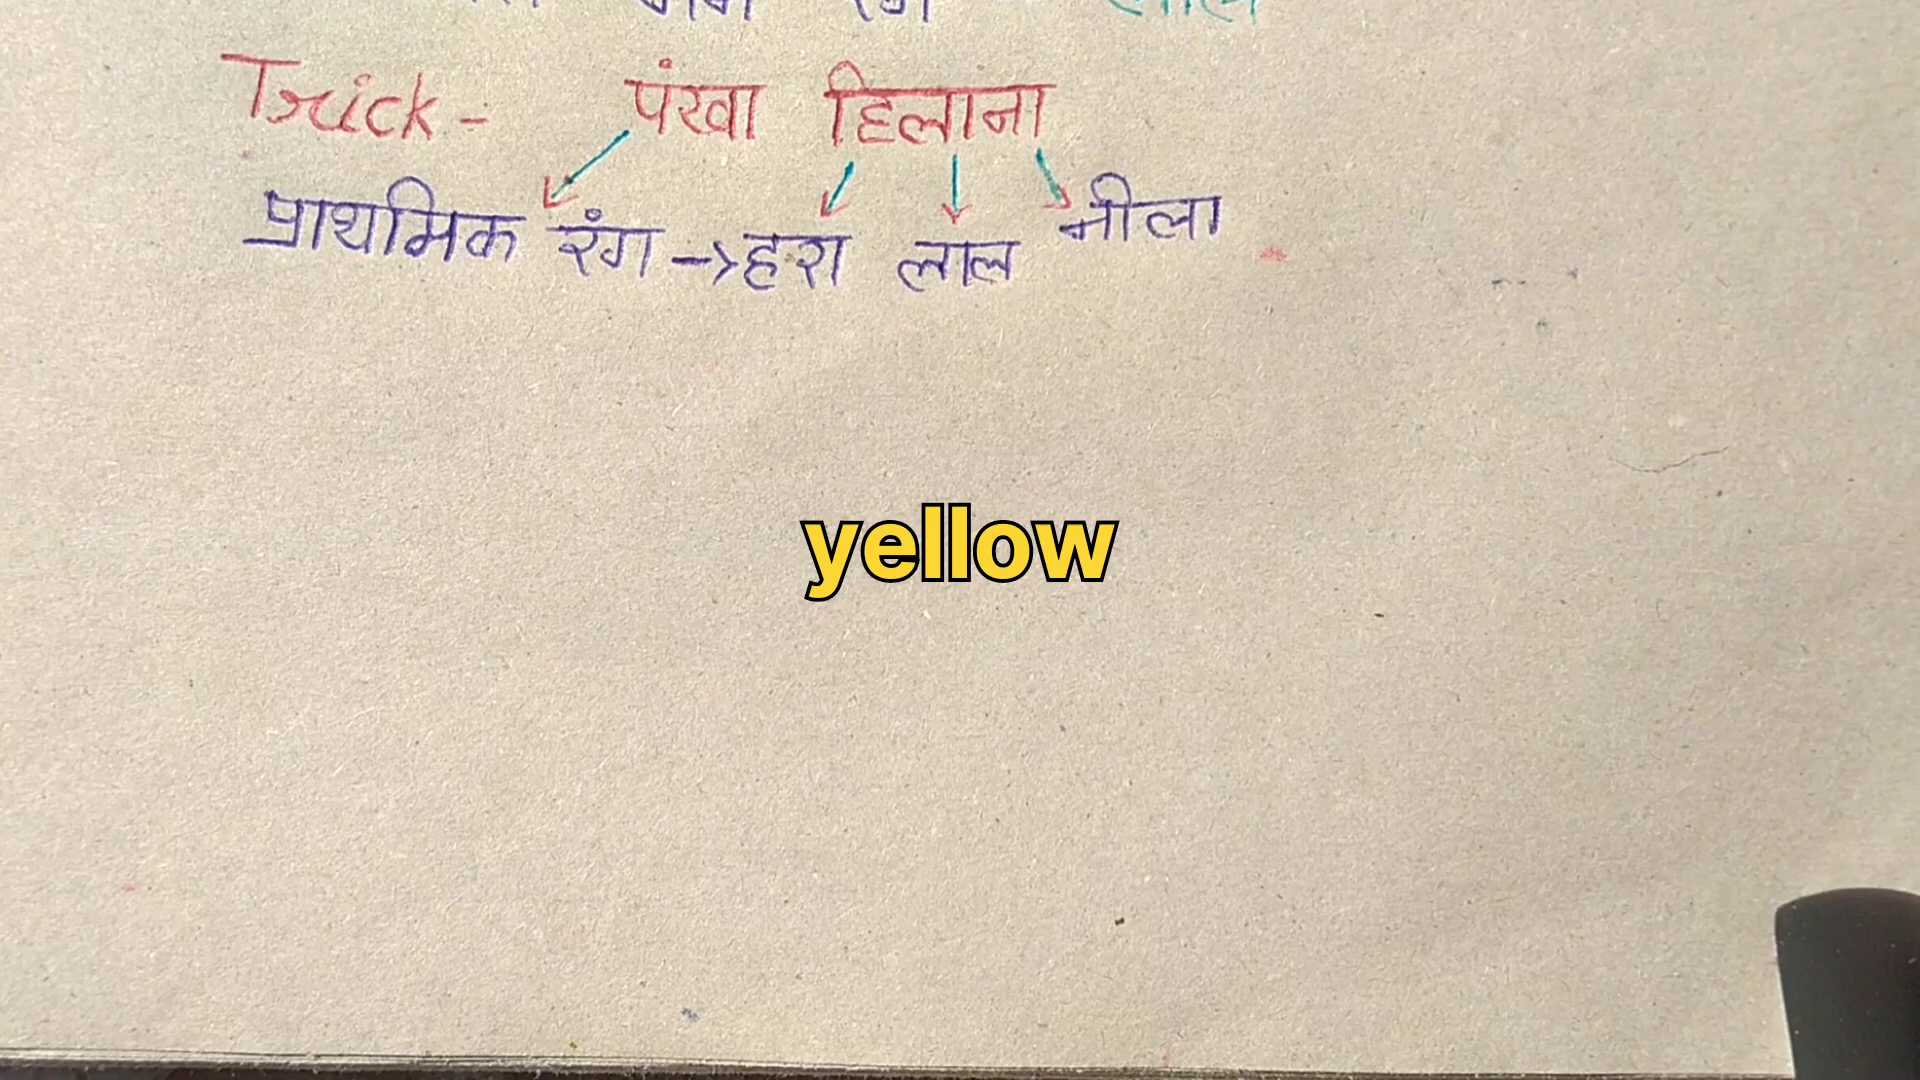 Trick - पंखा हिलाना
प्राथमिक रंग → हरा लाल नीला
yellow